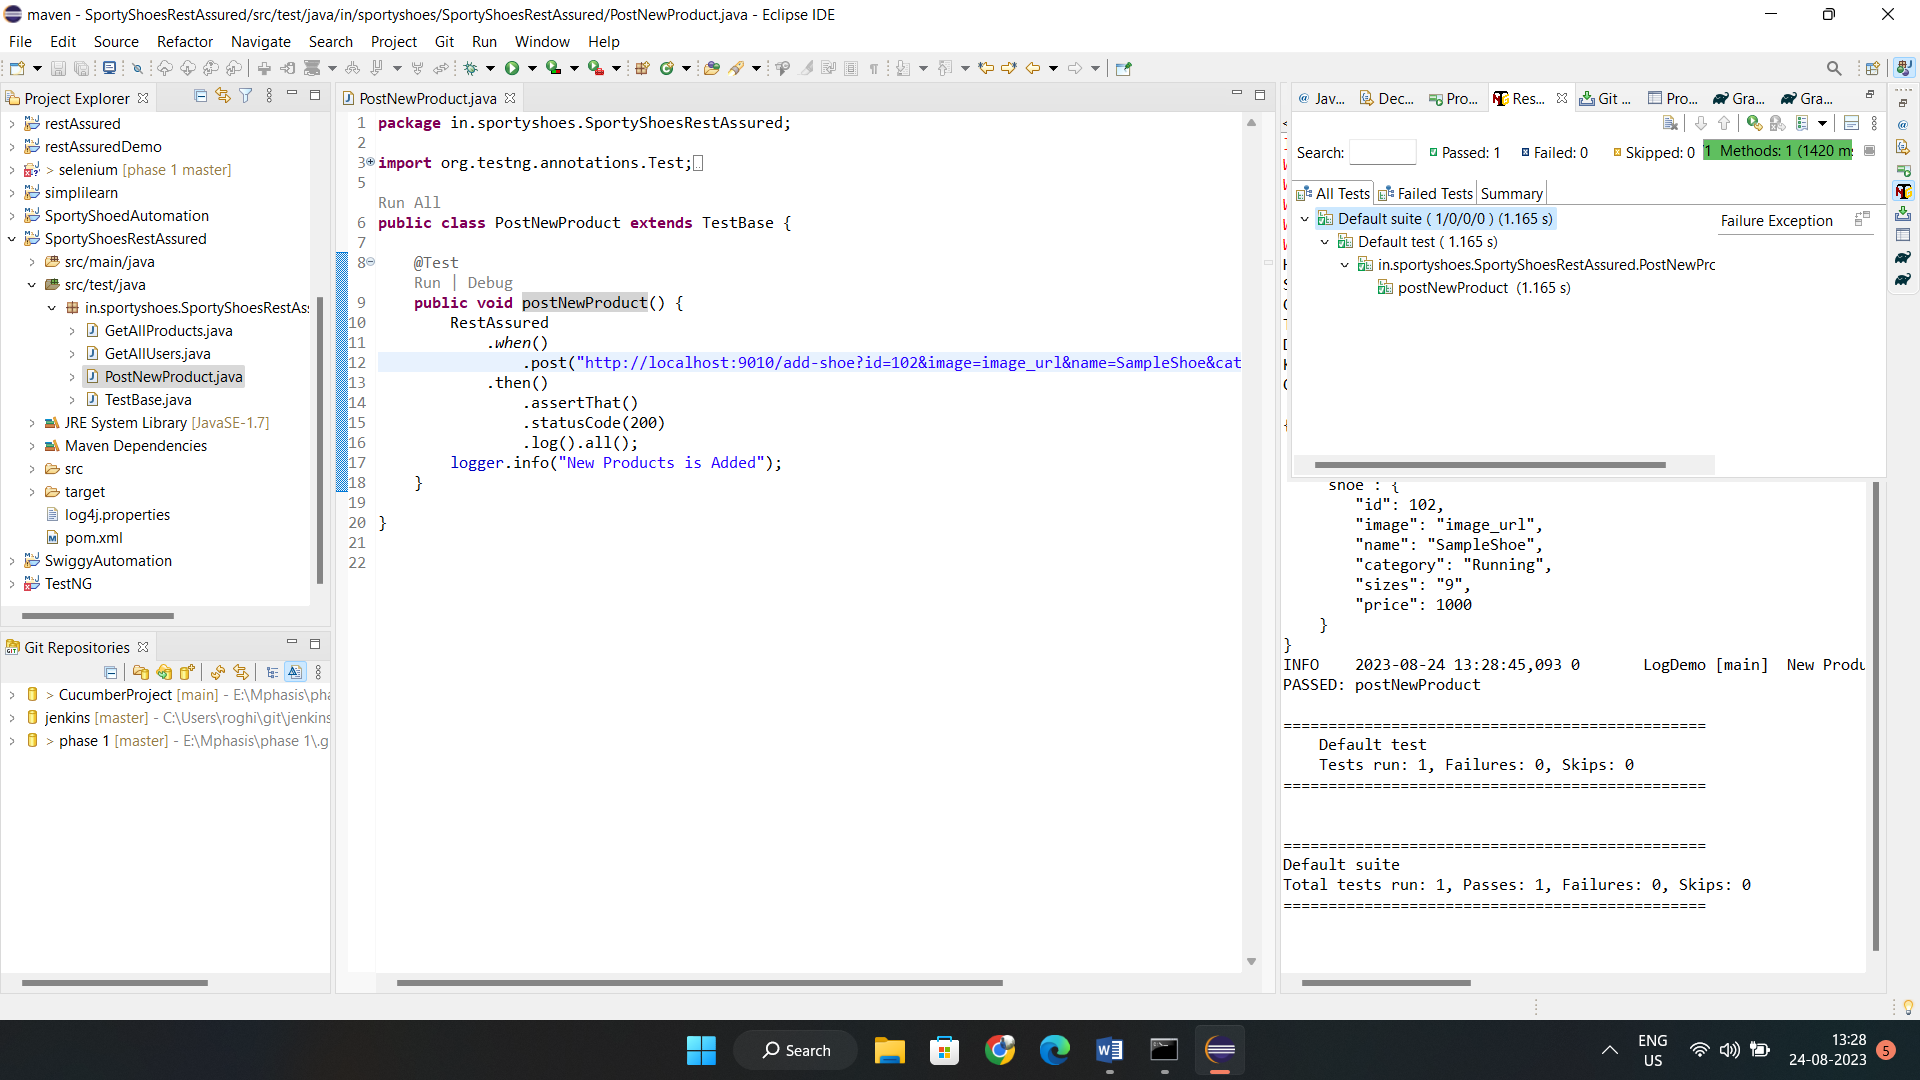 maven - SportyShoesRestAssured/src/test/java/in/sportyshoes/SportyShoesRestAssured/PostNewProduct.java - Eclipse IDE
File Edit Source Refactor Navigate Search Project Git Run Window Help
Project Explorer
restAssured
restAssuredDemo
> selenium [phase 1 master]
simplilearn
SportyShoedAutomation
SportyShoesRestAssured
src/main/java
src/test/java
in.sportyshoes.SportyShoesRestAss
GetAllProducts.java
GetAllUsers.java
PostNewProduct.java
TestBase.java
JRE System Library [JavaSE-1.7]
Maven Dependencies
src
target
log4j.properties
pom.xml
SwiggyAutomation
TestNG
Git Repositories
> CucumberProject [main] - E:\Mphasis\pha
jenkins [master] - C:\Users\roghi\git\jenkins
> phase 1 [master] - E:\Mphasis\phase 1\.g
PostNewProduct.java
1 package in.sportyshoes.SportyShoesRestAssured;
2
3 import org.testng.annotations.Test;
5
Run All
6 public class PostNewProduct extends TestBase {
7
8 @Test
Run | Debug
9 public void postNewProduct() {
10 RestAssured
11 .when()
12 .post("http://localhost:9010/add-shoe?id=102&image=image_url&name=SampleShoe&cat
13 .then()
14 .assertThat()
15 .statusCode(200)
16 .log().all();
17 logger.info("New Products is Added");
18 }
19
20 }
21
22
@ Jav... Dec... Pro... Res... Git ... Pro... Gra... Gra...
Search: Passed: 1 Failed: 0 Skipped: 0 Methods: 1 (1420 ms
All Tests Failed Tests Summary
Default suite ( 1/0/0/0 ) (1.165 s)
Failure Exception
Default test ( 1.165 s)
in.sportyshoes.SportyShoesRestAssured.PostNewPro
postNewProduct (1.165 s)
shoe : {
"id": 102,
"image": "image_url",
"name": "SampleShoe",
"category": "Running",
"sizes": "9",
"price": 1000
}
}
INFO 2023-08-24 13:28:45,093 0 LogDemo [main] New Produ
PASSED: postNewProduct
===============================================
Default test
Tests run: 1, Failures: 0, Skips: 0
===============================================
===============================================
Default suite
Total tests run: 1, Passes: 1, Failures: 0, Skips: 0
===============================================
Search
ENG
US
13:28
24-08-2023
5